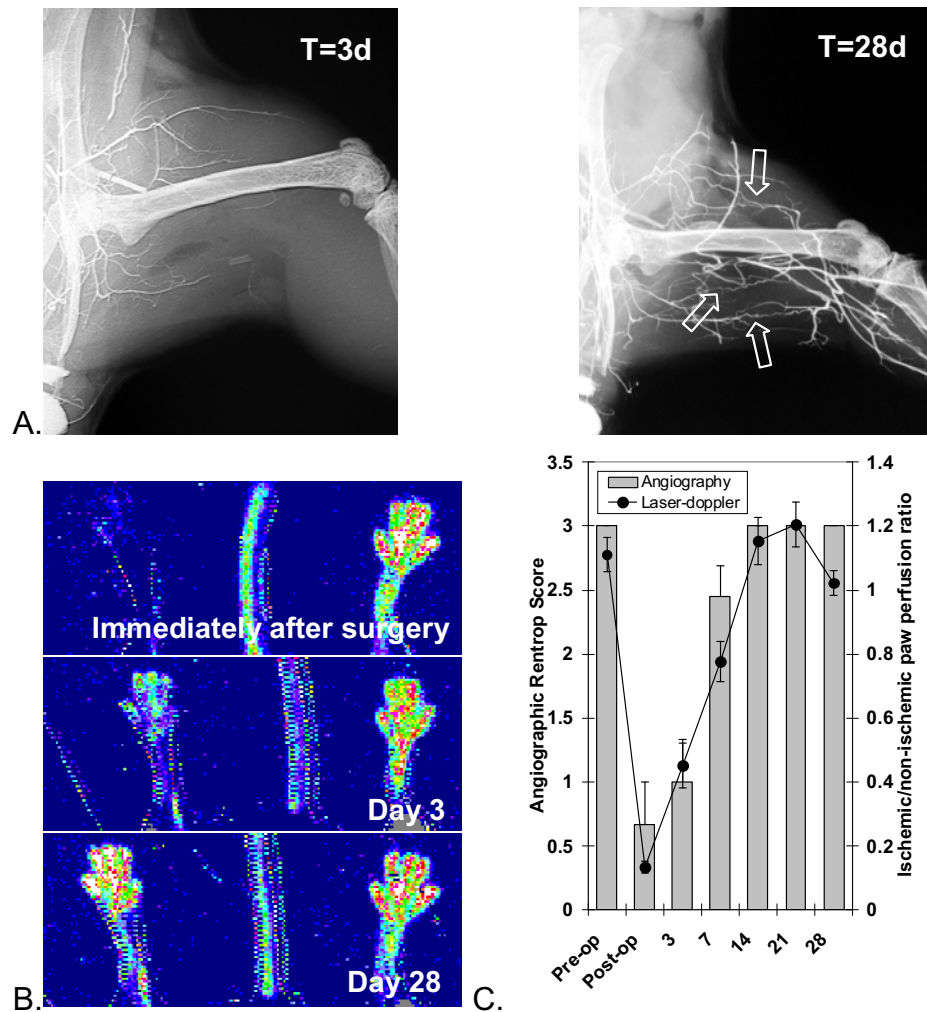 T=3d
T=28d
A.
Immediately after surgery
Day 3
Day 28
B.
Angiography
Laser-doppler
Angiographic Rentrop Score
3.5
3
2.5
2
1.5
1
0.5
0
Pre-op
Post-op
3
7
14
21
28
1.4
1.2
1
0.8
0.6
0.4
0.2
0
Ischemic/non-ischemic paw perfusion ratio
C.